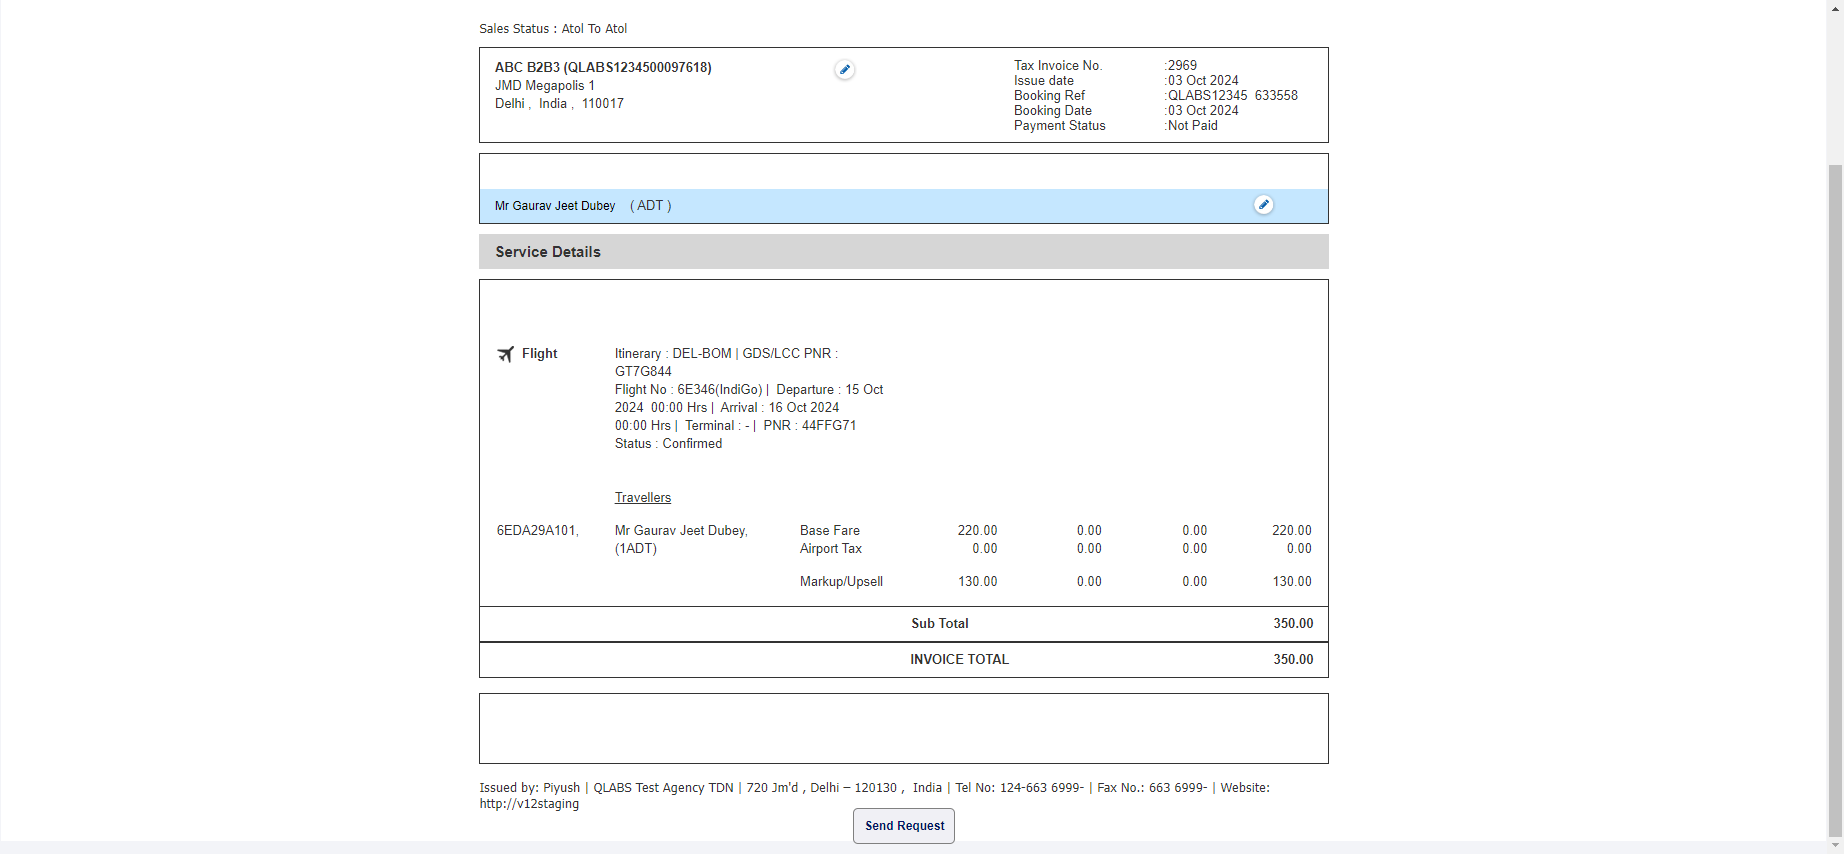 Sales Status : Atol To Atol
ABC B2B3 (QLABS1234500097618)
JMD Megapolis 1
Delhi , India , 110017
Tax Invoice No. :2969
Issue date :03 Oct 2024
Booking Ref :QLABS12345 633558
Booking Date :03 Oct 2024
Payment Status :Not Paid
Mr Gaurav Jeet Dubey ( ADT )
Service Details
Flight
Itinerary : DEL-BOM | GDS/LCC PNR :
GT7G844
Flight No : 6E346(IndiGo) | Departure : 15 Oct
2024 00:00 Hrs | Arrival : 16 Oct 2024
00:00 Hrs | Terminal : - | PNR : 44FFG71
Status : Confirmed
Travellers
6EDA29A101, Mr Gaurav Jeet Dubey, Base Fare 220.00 0.00 0.00 220.00
(1ADT) Airport Tax 0.00 0.00 0.00 0.00
Markup/Upsell 130.00 0.00 0.00 130.00
Sub Total 350.00
INVOICE TOTAL 350.00
Issued by: Piyush | QLABS Test Agency TDN | 720 Jm'd , Delhi – 120130 , India | Tel No: 124-663 6999- | Fax No.: 663 6999- | Website:
http://v12staging
Send Request